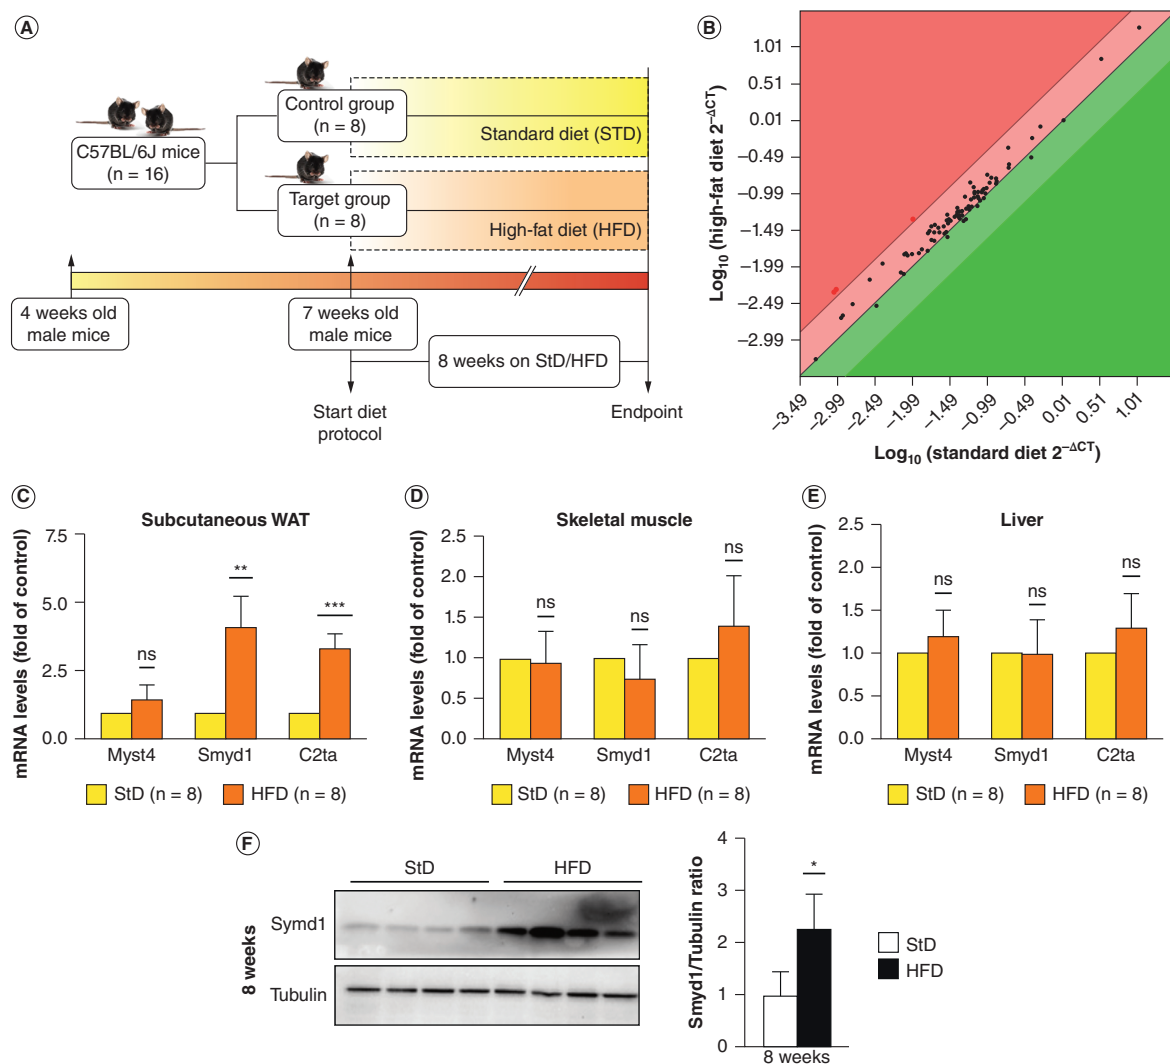 A
C57BL/6J mice
(n = 16)
Control group
(n = 8)
Standard diet (STD)
Target group
(n = 8)
High-fat diet (HFD)
4 weeks old
male mice
7 weeks old
male mice
8 weeks on StD/HFD
Start diet
protocol
Endpoint
B
Log10 (high-fat diet 2–ΔCT)
1.01
0.51
0.01
–0.49
–0.99
–1.49
–1.99
–2.49
–2.99
–3.49
–2.99
–2.49
–1.99
–1.49
–0.99
–0.49
0.01
0.51
1.01
Log10 (standard diet 2–ΔCT)
C
Subcutaneous WAT
mRNA levels (fold of control)
7.5
5.0
2.5
0.0
ns
**
***
Myst4
Smyd1
C2ta
StD (n = 8)
HFD (n = 8)
D
Skeletal muscle
mRNA levels (fold of control)
2.5
2.0
1.5
1.0
0.5
0.0
ns
ns
ns
Myst4
Smyd1
C2ta
StD (n = 8)
HFD (n = 8)
E
Liver
mRNA levels (fold of control)
2.5
2.0
1.5
1.0
0.5
0.0
ns
ns
ns
Myst4
Smyd1
C2ta
StD (n = 8)
HFD (n = 8)
F
8 weeks
StD
HFD
Symd1
Tubulin
Smyd1/Tubulin ratio
4
3
2
1
0
*
8 weeks
StD
HFD